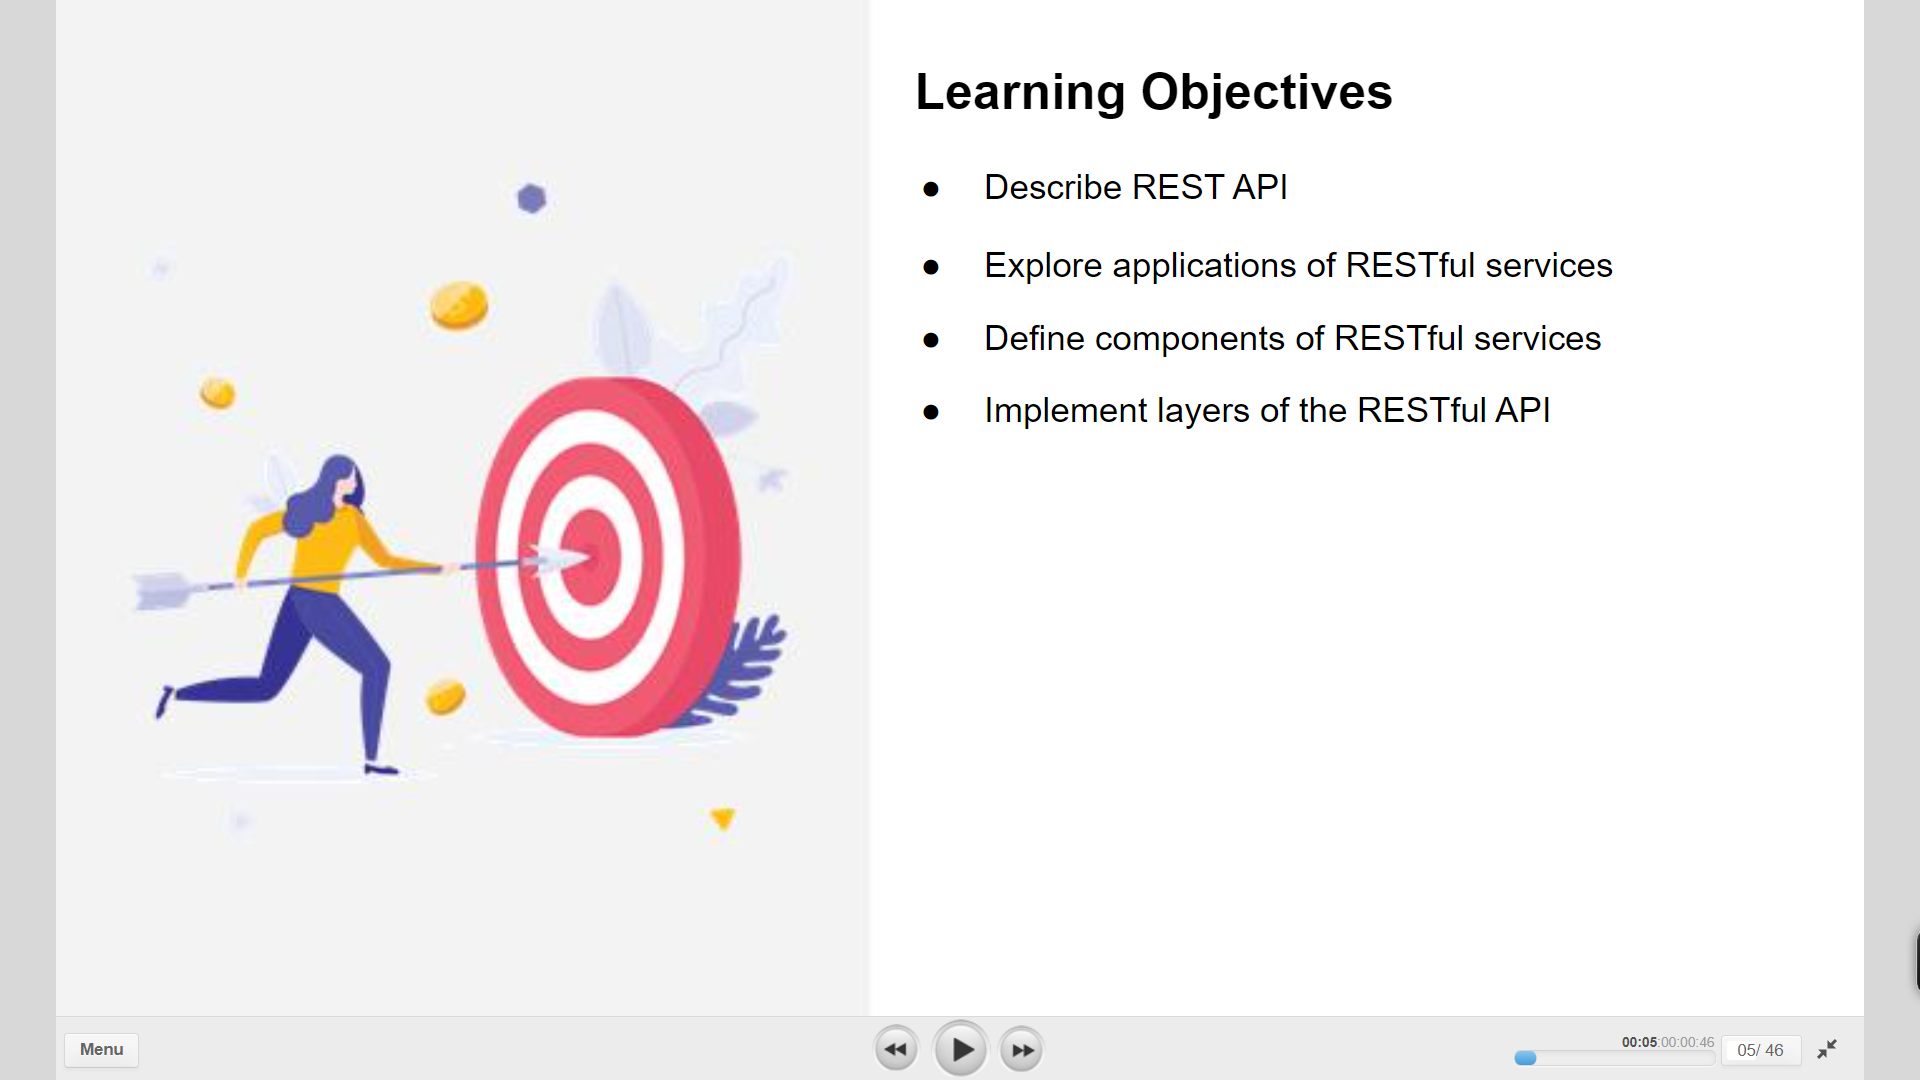 Learning Objectives
● Describe REST API
● Explore applications of RESTful services
● Define components of RESTful services
● Implement layers of the RESTful API
Menu
00:05:00:00:46
05/ 46